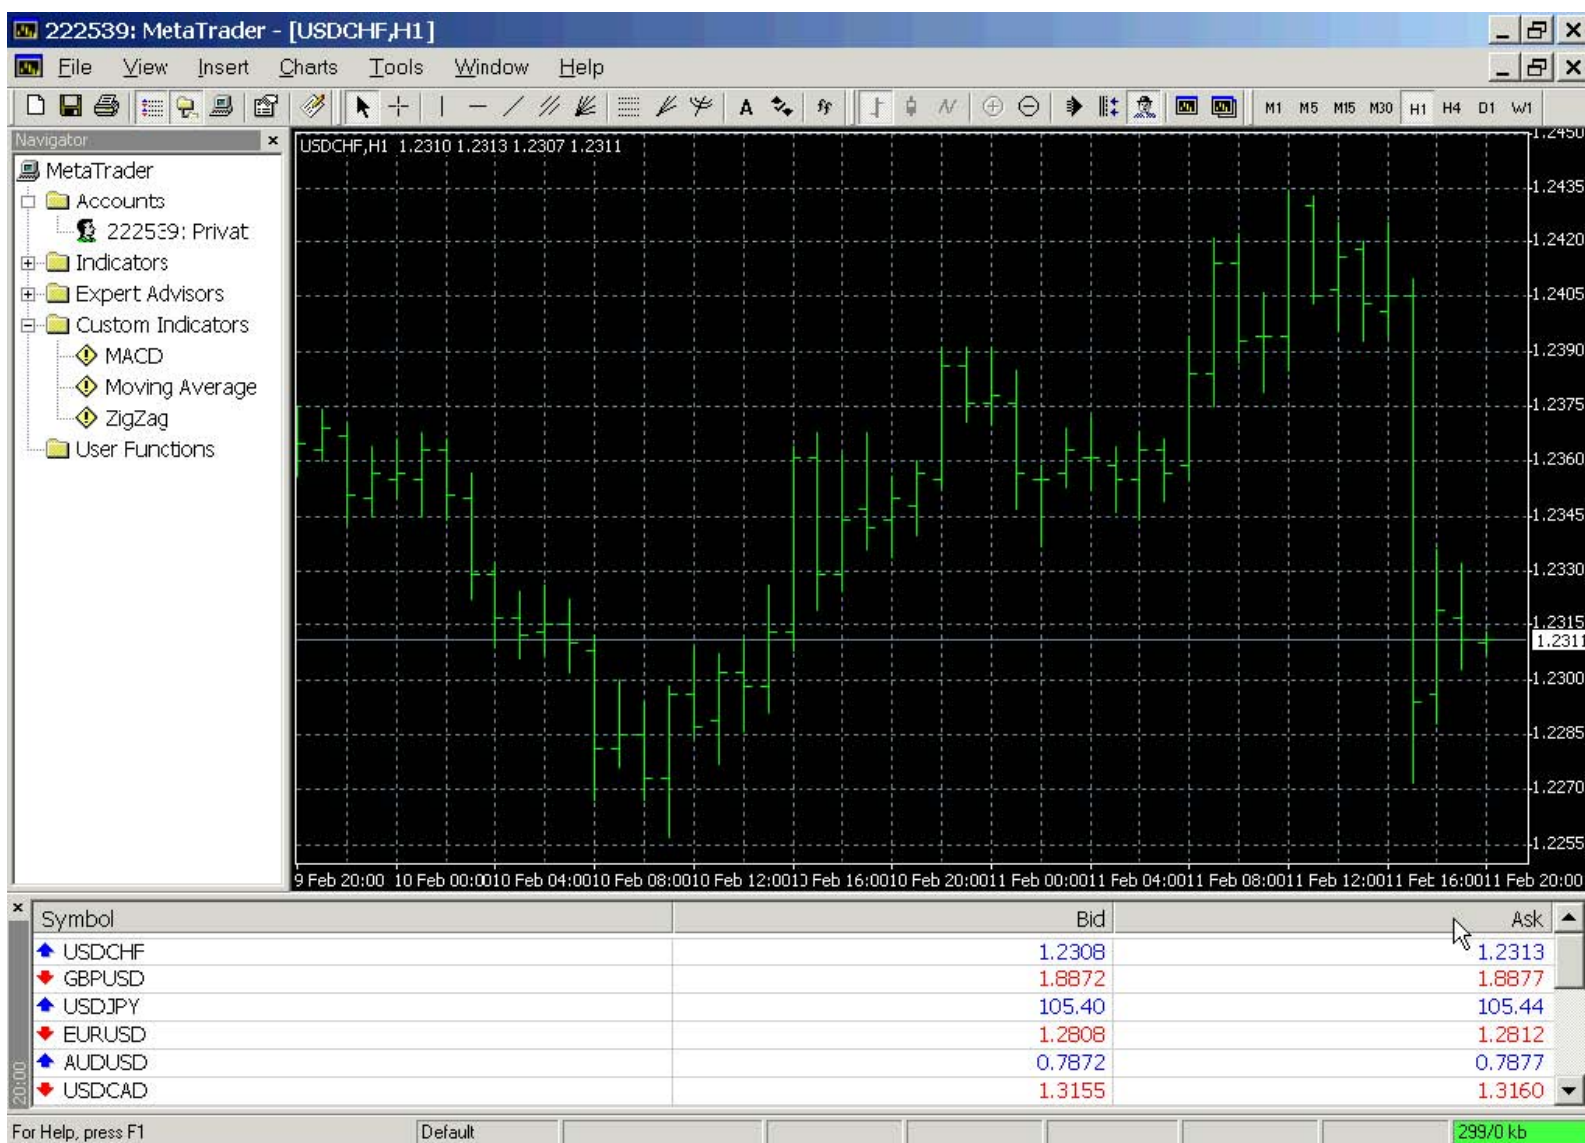 222539: MetaTrader - [USDCHF,H1]
File View Insert Charts Tools Window Help
A M1 M5 M15 M30 H1 H4 D1 W1
Navigator
MetaTrader
Accounts
222539: Privat
Indicators
Expert Advisors
Custom Indicators
MACD
Moving Average
ZigZag
User Functions
USDCHF,H1 1.2310 1.2313 1.2307 1.2311
1.2450
1.2435
1.2420
1.2405
1.2390
1.2375
1.2360
1.2345
1.2330
1.2315
1.2311
1.2300
1.2285
1.2270
1.2255
9 Feb 20:00 10 Feb 00:00 10 Feb 04:00 10 Feb 08:00 10 Feb 12:00 10 Feb 16:00 10 Feb 20:00 11 Feb 00:00 11 Feb 04:00 11 Feb 08:00 11 Feb 12:00 11 Feb 16:00 11 Feb 20:00
Symbol Bid Ask
USDCHF 1.2308 1.2313
GBPUSD 1.8872 1.8877
USDJPY 105.40 105.44
EURUSD 1.2808 1.2812
AUDUSD 0.7872 0.7877
USDCAD 1.3155 1.3160
20:00
For Help, press F1 Default 299/0 kb